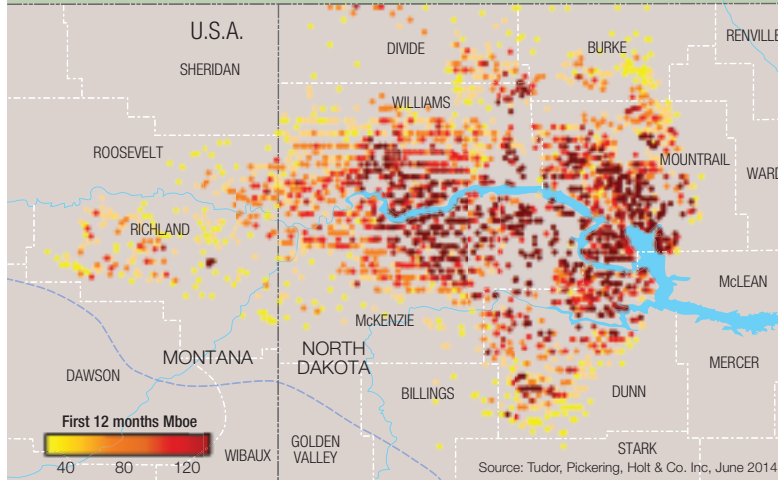 U.S.A.
DIVIDE
BURKE
RENVILLE
SHERIDAN
WILLIAMS
ROOSEVELT
MOUNTRAIL
WARD
RICHLAND
McLEAN
McKENZIE
MONTANA
NORTH
DAKOTA
MERCER
DAWSON
BILLINGS
DUNN
First 12 months Mboe
40 80 120
WIBAUX
GOLDEN
VALLEY
STARK
Source: Tudor, Pickering, Holt & Co. Inc, June 2014